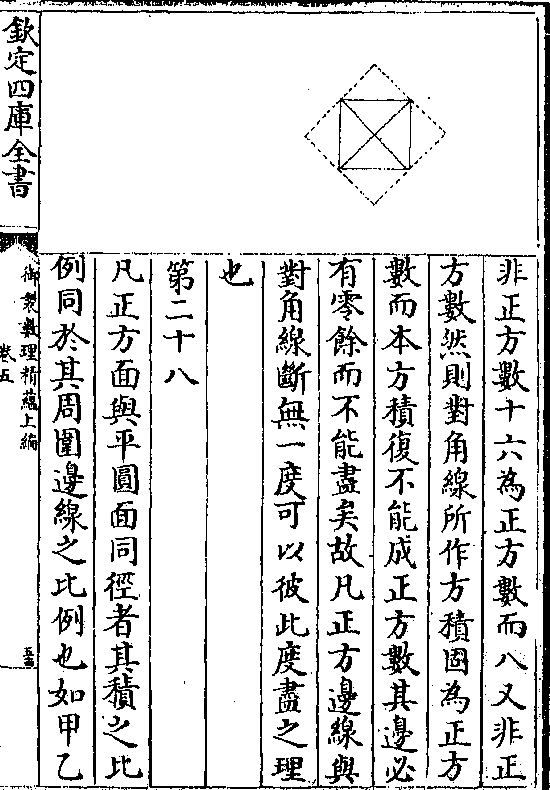 非正方數十六為正方數而八又非正
方數然則對角線所作方積固為正方
數而本方積復不能成正方數其邊必
有零餘而不能盡矣故凡正方邊線與
對角線斷無一度可以彼此度盡之理
也
第二十八
凡正方面與平圓面同徑者其積之比
例同於其周圍邊線之比例也如甲乙
欽定四庫全書
御製數理精蘊上編
卷五